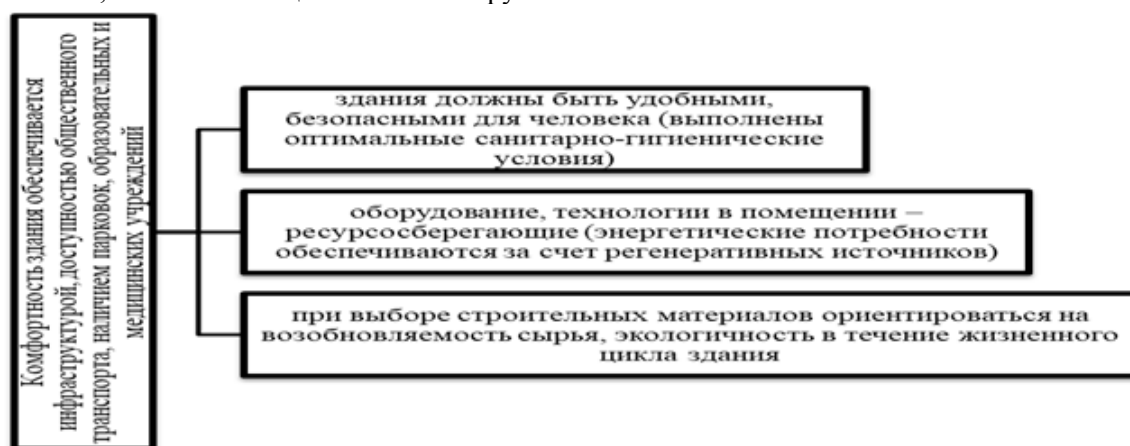 Комфортность здания обеспечивается
инфраструктурой, доступностью общественного
транспорта, наличием парковок, образовательных и
медицинских учреждений
здания должны быть удобными,
безопасными для человека (выполнены
оптимальные санитарно-гигиенические
условия)
оборудование, технологии в помещении –
ресурсосберегающие (энергетические потребности
обеспечиваются за счет регенеративных источников)
при выборе строительных материалов ориентироваться на
возобновляемость сырья, экологичность в течение жизненного
цикла здания